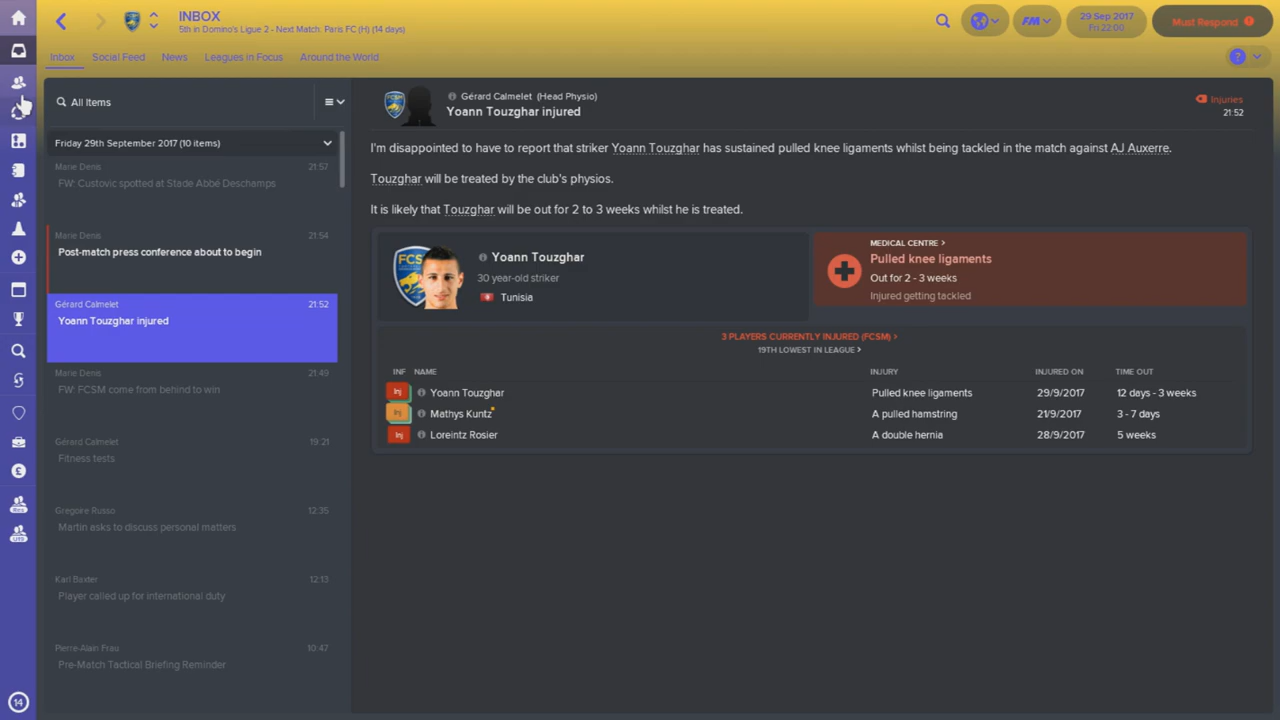 INBOX
5th in Domino's Ligue 2 - Next Match: Paris FC (H) (14 days)
FM
29 Sep 2017
Fri 22:00
Must Respond
Inbox
Social Feed
News
Leagues in Focus
Around the World
?
All Items
Friday 29th September 2017 (10 items)
Marie Denis 21:57
FW: Custovic spotted at Stade Abbé Deschamps
Marie Denis 21:54
Post-match press conference about to begin
Gérard Calmelet 21:52
Yoann Touzghar injured
Marie Denis 21:49
FW: FCSM come from behind to win
Gérard Calmelet 19:21
Fitness tests
Gregoire Russo 12:35
Martin asks to discuss personal matters
Karl Baxter 12:13
Player called up for international duty
Pierre-Alain Frau 10:47
Pre-Match Tactical Briefing Reminder
Gérard Calmelet (Head Physio)
Yoann Touzghar injured
Injuries
21:52
I'm disappointed to have to report that striker Yoann Touzghar has sustained pulled knee ligaments whilst being tackled in the match against AJ Auxerre.
Touzghar will be treated by the club's physios.
It is likely that Touzghar will be out for 2 to 3 weeks whilst he is treated.
FCS
Yoann Touzghar
30 year-old striker
Tunisia
MEDICAL CENTRE >
Pulled knee ligaments
Out for 2 - 3 weeks
Injured getting tackled
3 PLAYERS CURRENTLY INJURED (FCSM) >
19TH LOWEST IN LEAGUE >
INF NAME INJURY INJURED ON TIME OUT
Inj Yoann Touzghar Pulled knee ligaments 29/9/2017 12 days - 3 weeks
Inj Mathys Kuntz A pulled hamstring 21/9/2017 3 - 7 days
Inj Loreintz Rosier A double hernia 28/9/2017 5 weeks
Res
U19
14